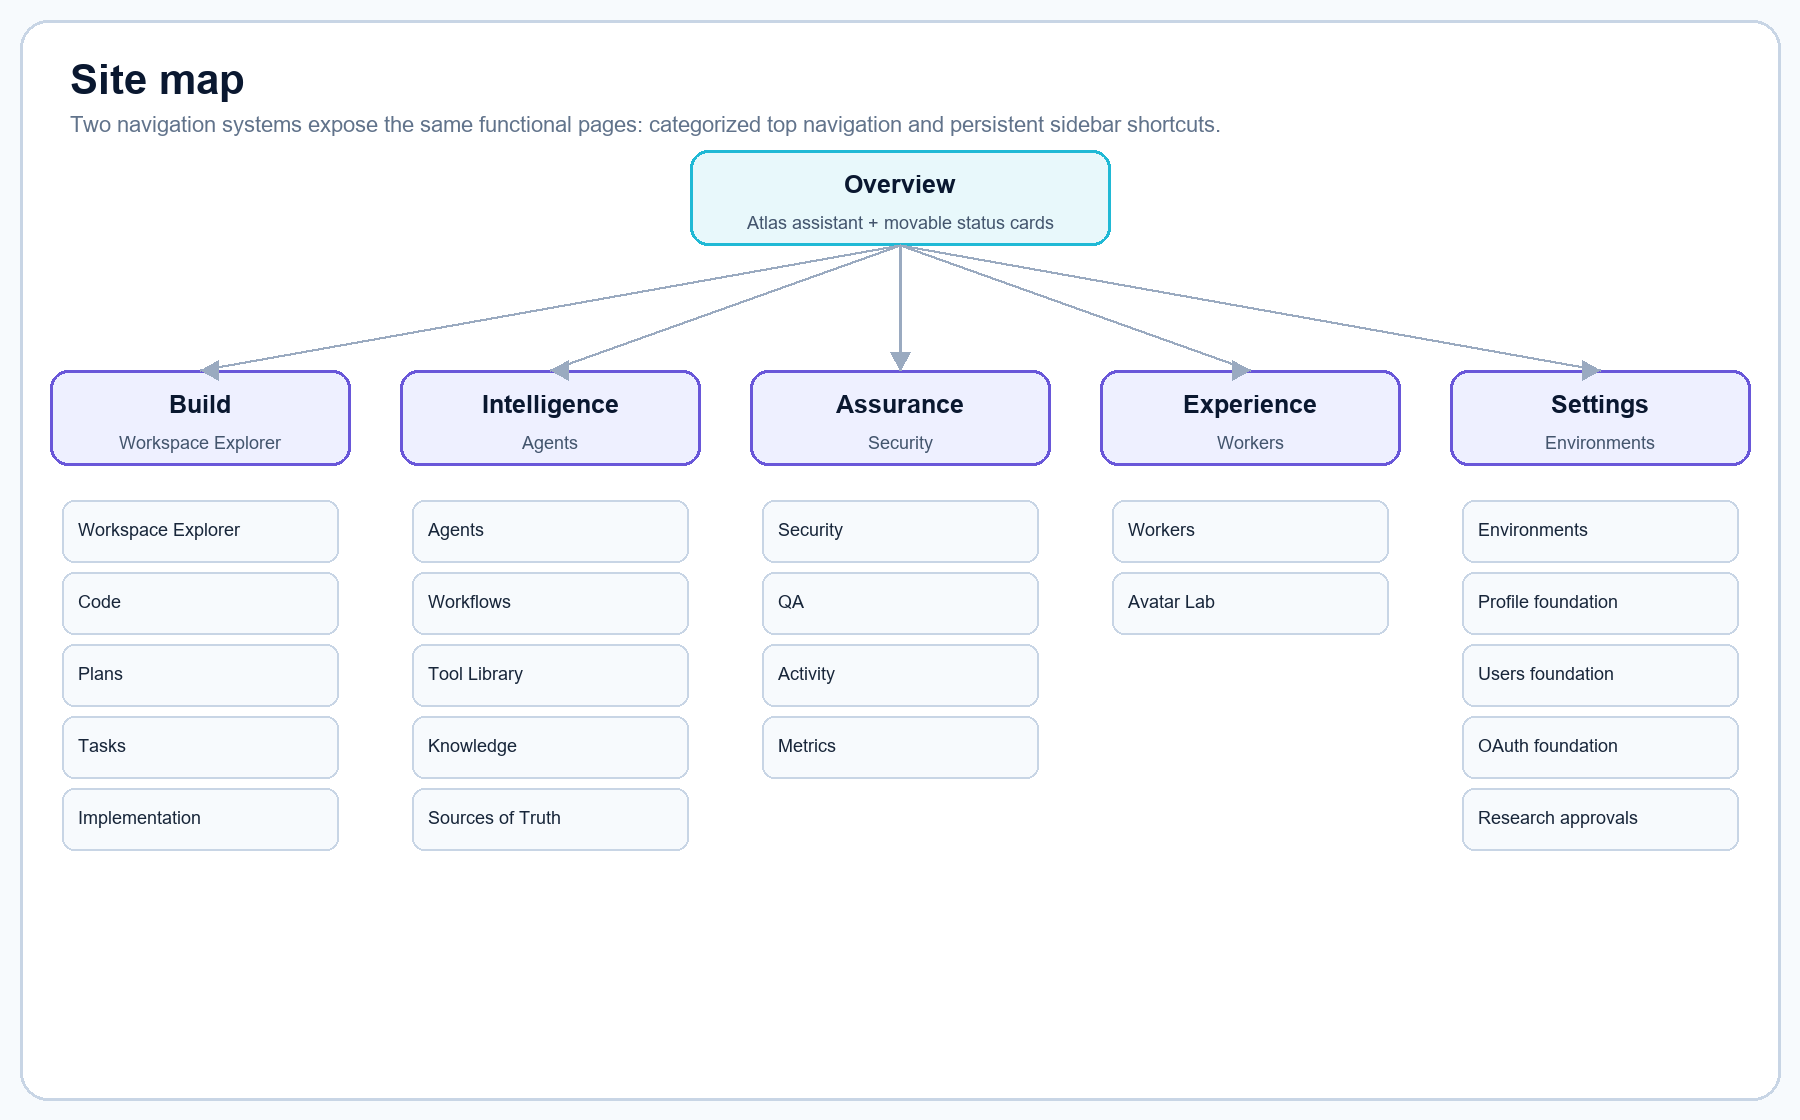 Site map
Two navigation systems expose the same functional pages: categorized top navigation and persistent sidebar shortcuts.
Overview
Atlas assistant + movable status cards
Build
Workspace Explorer
Intelligence
Agents
Assurance
Security
Experience
Workers
Settings
Environments
Workspace Explorer
Code
Plans
Tasks
Implementation
Agents
Workflows
Tool Library
Knowledge
Sources of Truth
Security
QA
Activity
Metrics
Workers
Avatar Lab
Environments
Profile foundation
Users foundation
OAuth foundation
Research approvals